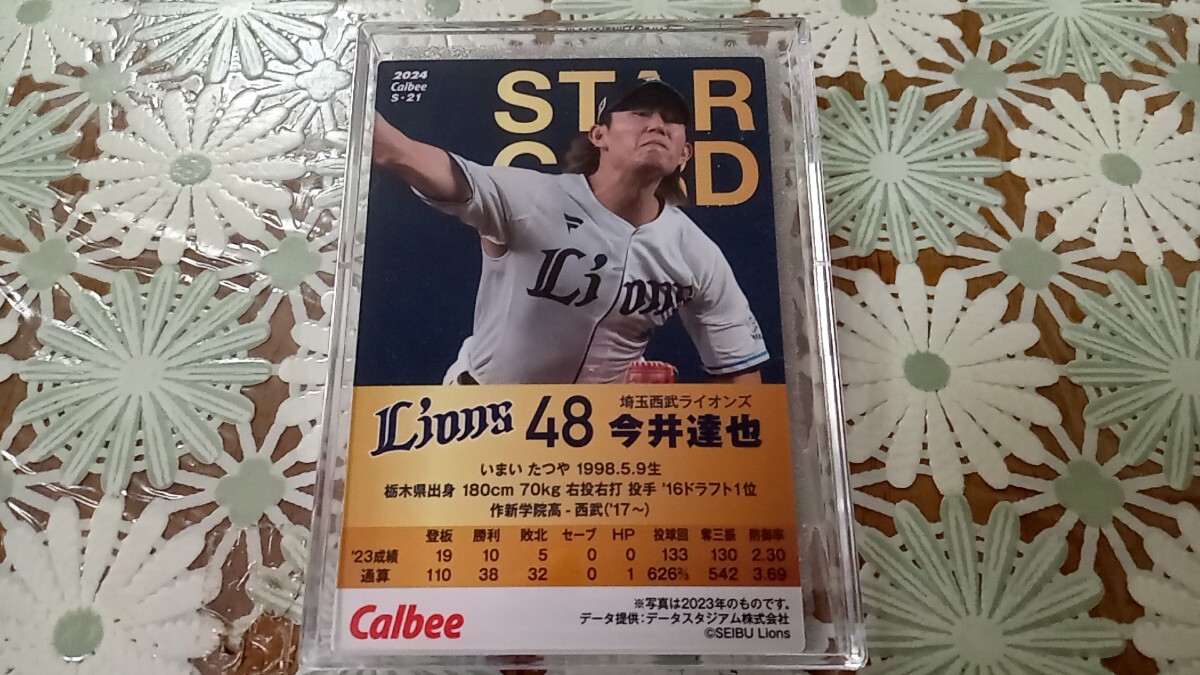 2024
Calbee
S-21
STAR
CARD
Lions
Lions 48 埼玉西武ライオンズ
今井達也
いまい たつや 1998.5.9生
栃木県出身 180cm 70kg 右投右打 投手 '16ドラフト1位
作新学院高 - 西武('17～)
登板 勝利 敗北 セーブ HP 投球回 奪三振 防御率
'23成績 19 10 5 0 0 133 130 2.30
通算 110 38 32 0 1 626⅔ 542 3.69
Calbee
※写真は2023年のものです。
データ提供:データスタジアム株式会社
©SEIBU Lions